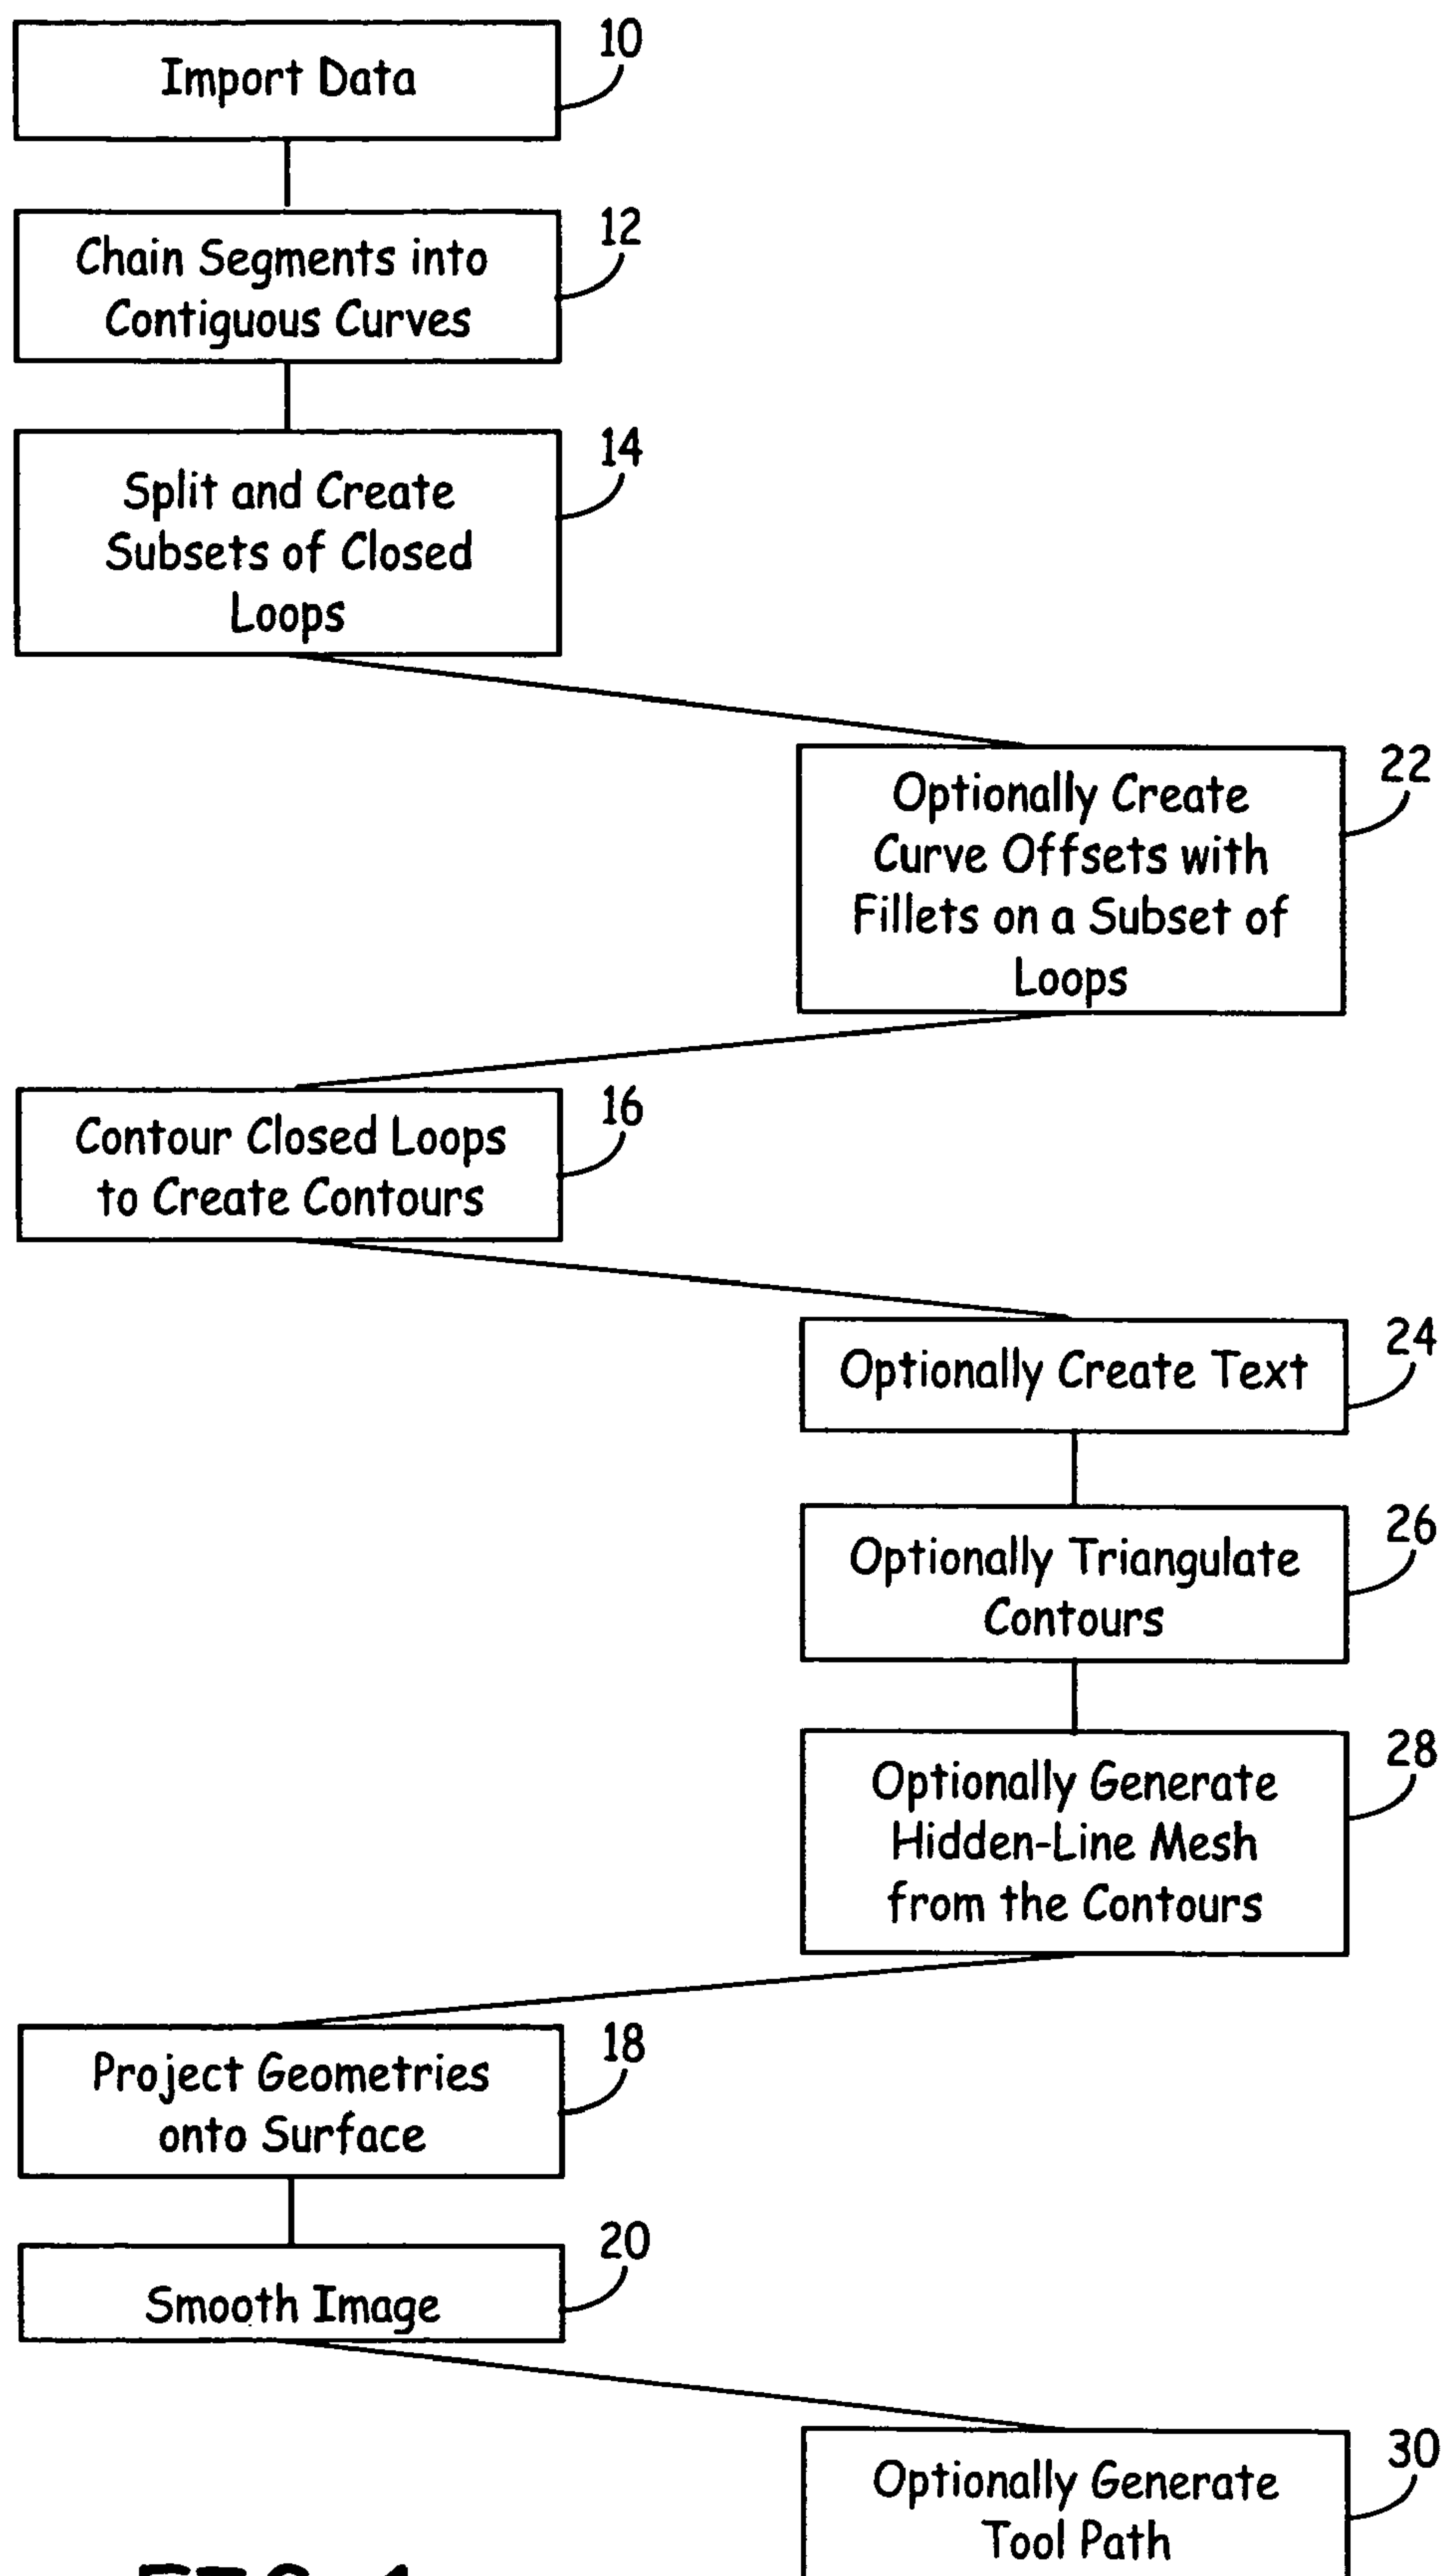 Import Data
10
Chain Segments into
Contiguous Curves
12
Split and Create
Subsets of Closed
Loops
14
Optionally Create
Curve Offsets with
Fillets on a Subset of
Loops
22
Contour Closed Loops
to Create Contours
16
Optionally Create Text
24
Optionally Triangulate
Contours
26
Optionally Generate
Hidden-Line Mesh
from the Contours
28
Project Geometries
onto Surface
18
Smooth Image
20
Optionally Generate
Tool Path
30